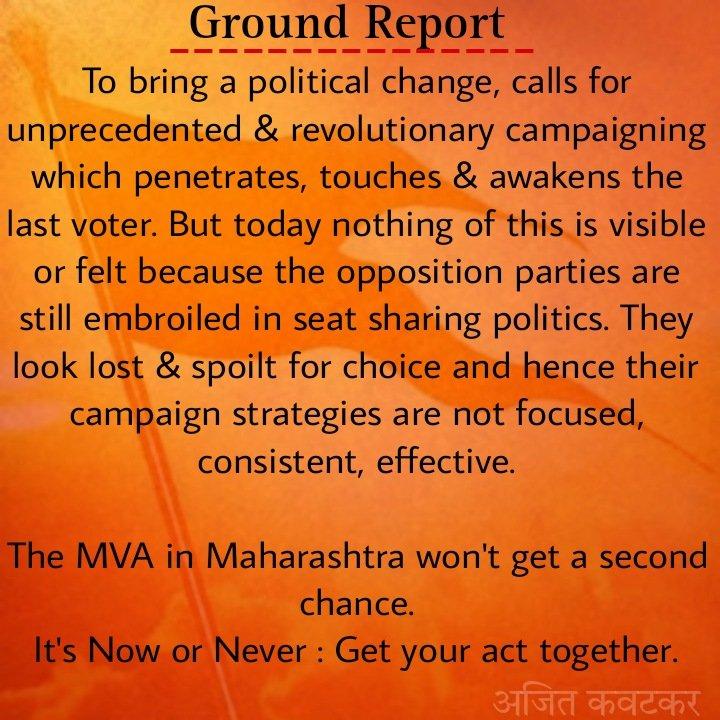 Ground Report
To bring a political change, calls for
unprecedented & revolutionary campaigning
which penetrates, touches & awakens the
last voter. But today nothing of this is visible
or felt because the opposition parties are
still embroiled in seat sharing politics. They
look lost & spoilt for choice and hence their
campaign strategies are not focused,
consistent, effective.
The MVA in Maharashtra won't get a second
chance.
It's Now or Never : Get your act together.
अजित कवटकर